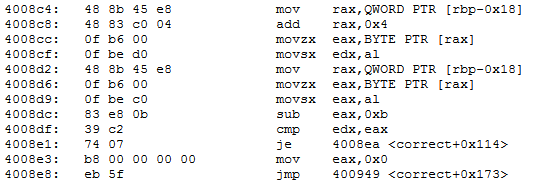 4008c4: 48 8b 45 e8 mov rax,QWORD PTR [rbp-0x18]
4008c8: 48 83 c0 04 add rax,0x4
4008cc: 0f b6 00 movzx eax,BYTE PTR [rax]
4008cf: 0f be d0 movsx edx,al
4008d2: 48 8b 45 e8 mov rax,QWORD PTR [rbp-0x18]
4008d6: 0f b6 00 movzx eax,BYTE PTR [rax]
4008d9: 0f be c0 movsx eax,al
4008dc: 83 e8 0b sub eax,0xb
4008df: 39 c2 cmp edx,eax
4008e1: 74 07 je 4008ea <correct+0x114>
4008e3: b8 00 00 00 00 mov eax,0x0
4008e8: eb 5f jmp 400949 <correct+0x173>